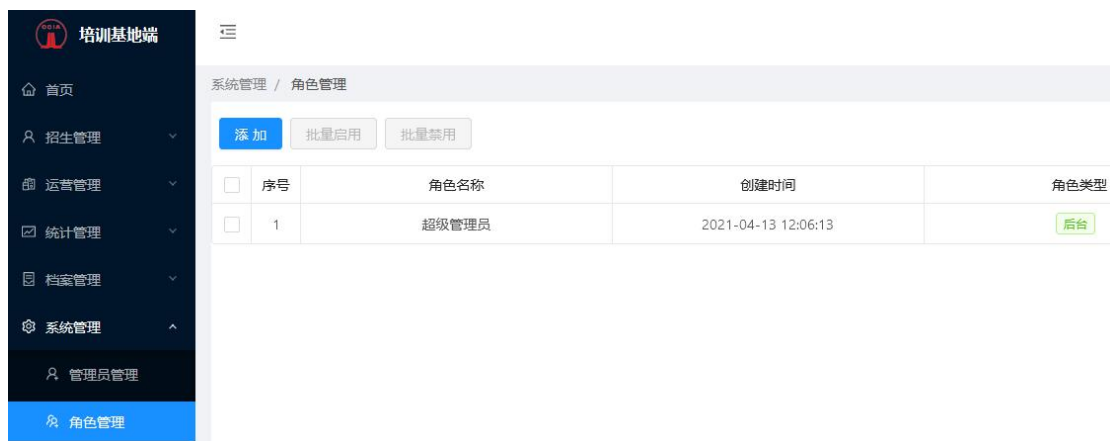 培训基地端
首页
招生管理
运营管理
统计管理
档案管理
系统管理
管理员管理
角色管理
系统管理 / 角色管理
添 加 批量启用 批量禁用
序号 角色名称 创建时间 角色类型
1 超级管理员 2021-04-13 12:06:13 后台